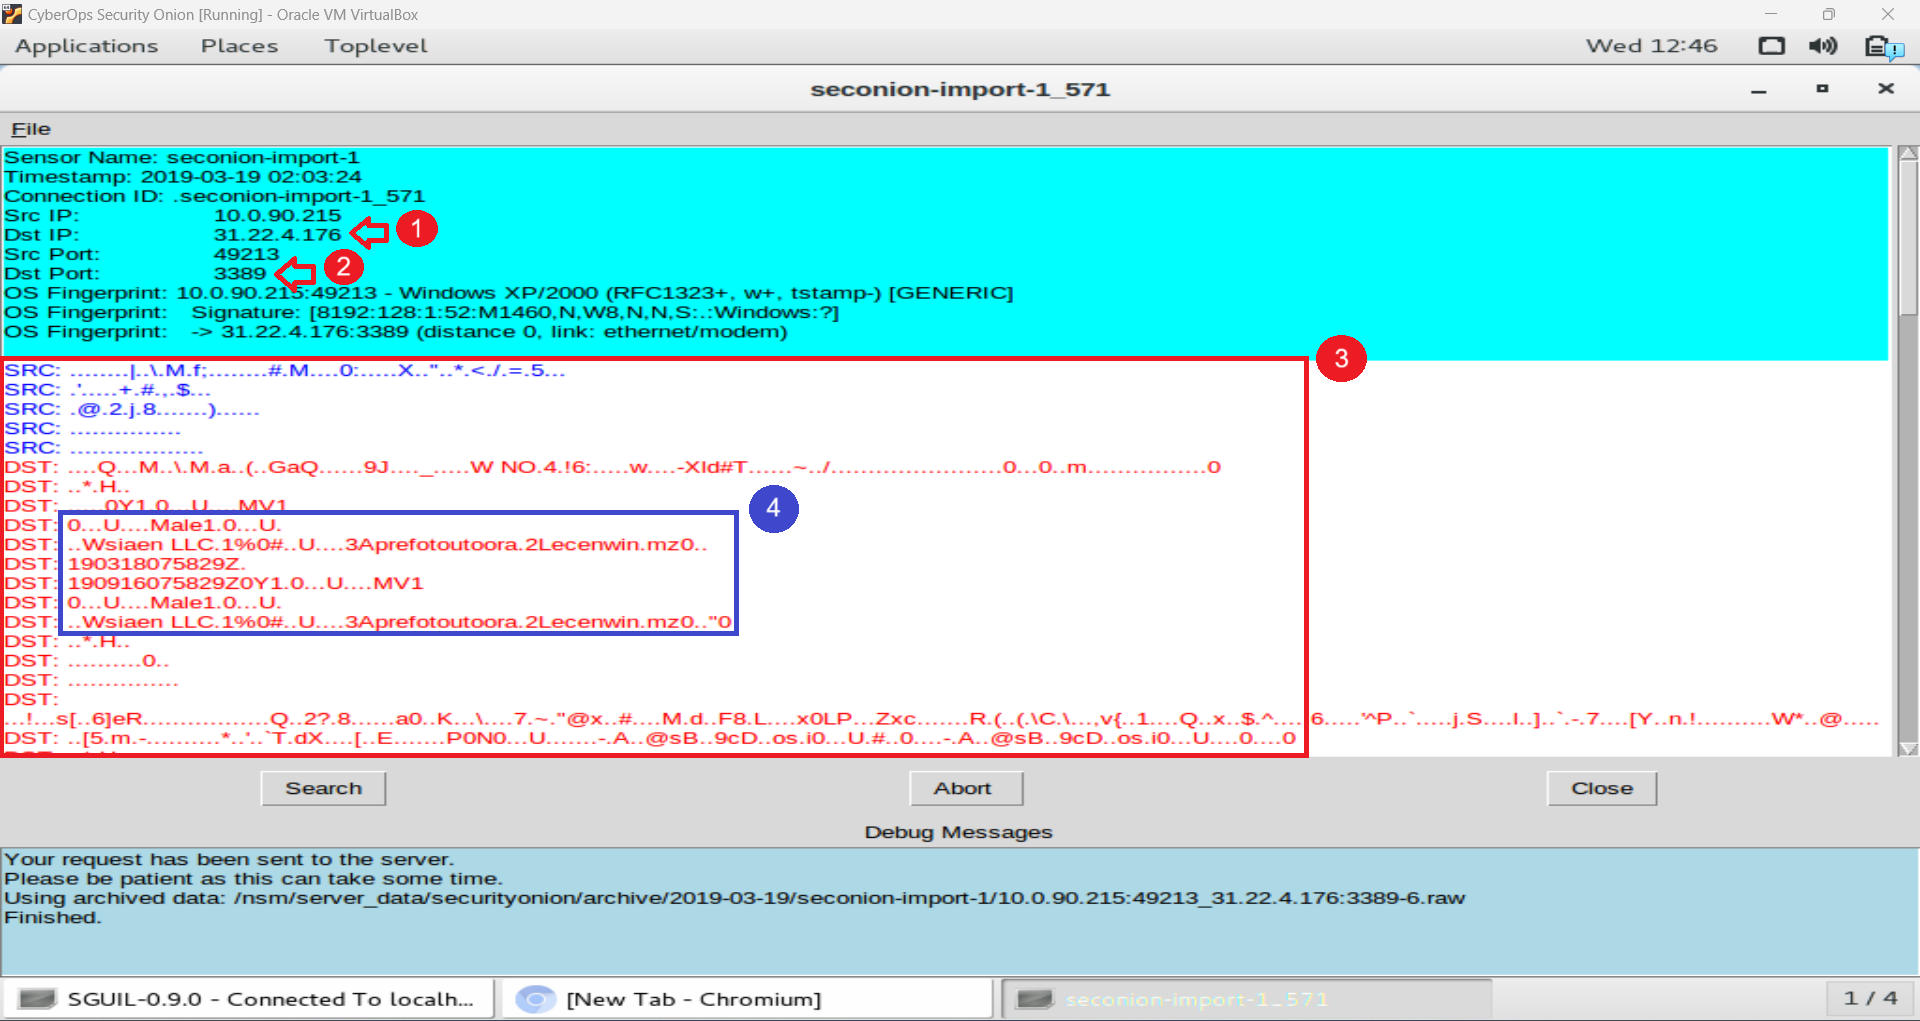 CyberOps Security Onion [Running] - Oracle VM VirtualBox
Applications Places Toplevel Wed 12:46
seconion-import-1_571
File
Sensor Name: seconion-import-1
Timestamp: 2019-03-19 02:03:24
Connection ID: .seconion-import-1_571
Src IP: 10.0.90.215
Dst IP: 31.22.4.176 1
Src Port: 49213
Dst Port: 3389 2
OS Fingerprint: 10.0.90.215:49213 - Windows XP/2000 (RFC1323+, w+, tstamp-) [GENERIC]
OS Fingerprint: Signature: [8192:128:1:52:M1460,N,W8,N,N,S:.:Windows:?]
OS Fingerprint: -> 31.22.4.176:3389 (distance 0, link: ethernet/modem)
3
SRC: ........|..\.M.f;........#.M....0:.....X.."..*.<./.=.5...
SRC: .'.....+.#.,.$...
SRC: .@.2.j.8.......)......
SRC: ...............
SRC: ..................
DST: ....Q...M..\.M.a..(..GaQ......9J...._.....W NO.4.!6:.....w....-XId#T......~../.......................0...0..m................0
DST: ..*.H..
DST: .....0Y1.0...U....MV1
4
DST: 0...U....Male1.0...U.
DST: ..Wsiaen LLC.1%0#..U....3Aprefotoutoora.2Lecenwin.mz0..
DST: 190318075829Z.
DST: 190916075829Z0Y1.0...U....MV1
DST: 0...U....Male1.0...U.
DST: ..Wsiaen LLC.1%0#..U....3Aprefotoutoora.2Lecenwin.mz0.."0
DST: ..*.H..
DST: ..........0..
DST: ...............
DST:
...!...s[..6]eR.................Q..2?.8......a0..K...\....7.~."@x..#....M.d..F8.L....x0LP...Zxc.......R.(..(.\C.\....,v{..1....Q..x..$.^....6.....'^P..`.....j.S....I..]..`.-.7....[Y..n.!..........W*..@.....
DST: ..[5.m.-..........*..'..`T.dX....[..E.......P0N0...U.......-.A..@sB..9cD..os.i0...U.#..0....-.A..@sB..9cD..os.i0...U....0....0
Search Abort Close
Debug Messages
Your request has been sent to the server.
Please be patient as this can take some time.
Using archived data: /nsm/server_data/securityonion/archive/2019-03-19/seconion-import-1/10.0.90.215:49213_31.22.4.176:3389-6.raw
Finished.
SGUIL-0.9.0 - Connected To localh... [New Tab - Chromium] seconion-import-1_571 1 / 4